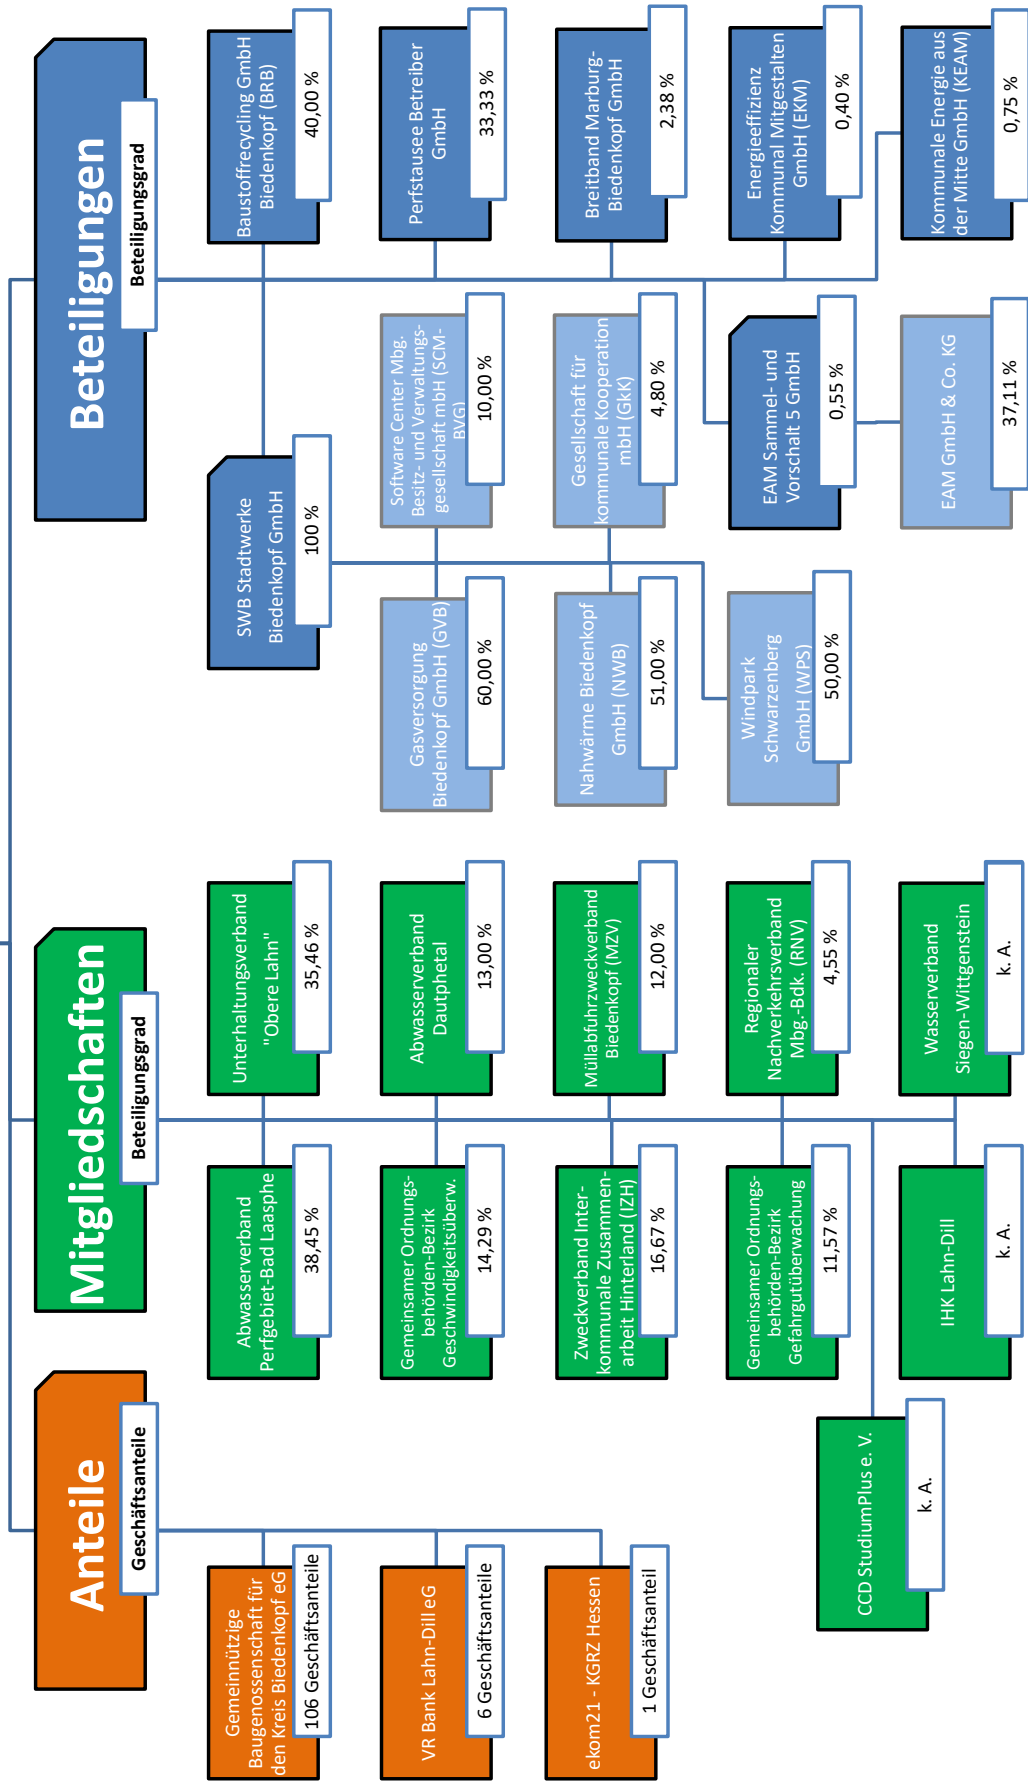 Anteile
Geschäftsanteile
Gemeinnützige
Baugenossenschaft für
den Kreis Biedenkopf eG
106 Geschäftsanteile
VR Bank Lahn-Dill eG
6 Geschäftsanteile
ekom21 - KGRZ Hessen
1 Geschäftsanteil
Mitgliedschaften
Beteiligungsgrad
Abwasserverband
Perfgebiet-Bad Laasphe
38,45 %
Unterhaltungsverband
"Obere Lahn"
35,46 %
Gemeinsamer Ordnungs-
behörden-Bezirk
Geschwindigkeitsüberw.
14,29 %
Abwasserverband
Dautphetal
13,00 %
Zweckverband Inter-
kommunale Zusammen-
arbeit Hinterland (IZH)
16,67 %
Müllabfuhrzweckverband
Biedenkopf (MZV)
12,00 %
Gemeinsamer Ordnungs-
behörden-Bezirk
Gefahrgutüberwachung
11,57 %
Regionaler
Nachverkehrsverband
Mbg.-Bdk. (RNV)
4,55 %
IHK Lahn-Dill
k. A.
Wasserverband
Siegen-Wittgenstein
k. A.
CCD StudiumPlus e. V.
k. A.
Beteiligungen
Beteiligungsgrad
SWB Stadtwerke
Biedenkopf GmbH
100 %
Baustoffrecycling GmbH
Biedenkopf (BRB)
40,00 %
Gasversorgung
Biedenkopf GmbH (GVB)
60,00 %
Software Center Mbg.
Besitz- und Verwaltungs-
gesellschaft mbH (SCM-
BVG)
10,00 %
Perfstausee Betreiber
GmbH
33,33 %
Nahwärme Biedenkopf
GmbH (NWB)
51,00 %
Gesellschaft für
kommunale Kooperation
mbH (GkK)
4,80 %
Breitband Marburg-
Biedenkopf GmbH
2,38 %
Windpark
Schwarzenberg
GmbH (WPS)
50,00 %
EAM Sammel- und
Vorschalt 5 GmbH
0,55 %
Energieeffizienz
Kommunal Mitgestalten
GmbH (EKM)
0,40 %
EAM GmbH & Co. KG
37,11 %
Kommunale Energie aus
der Mitte GmbH (KEAM)
0,75 %